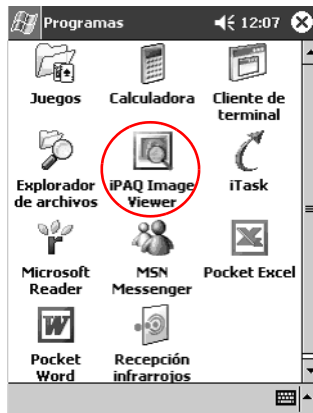 Programas 12:07
Juegos Calculadora Cliente de
terminal
Explorador iPAQ Image iTask
de archivos Viewer
Microsoft MSN Pocket Excel
Reader Messenger
Pocket Recepción
Word infrarrojos